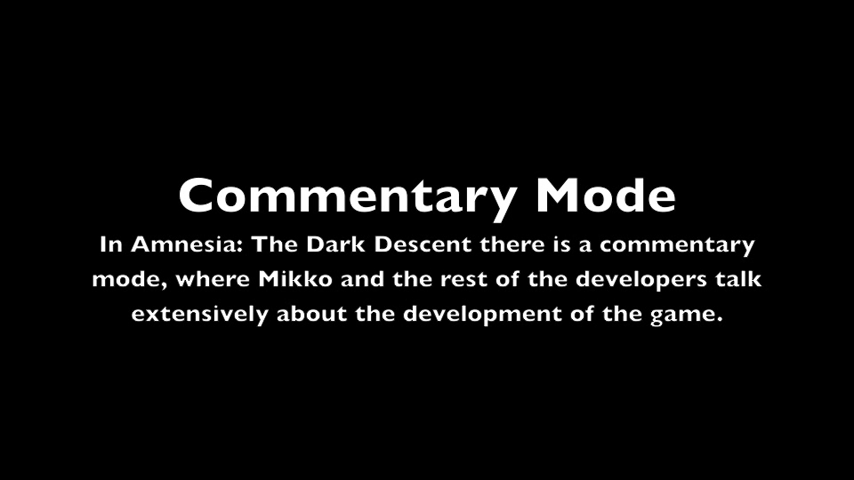 Commentary Mode
In Amnesia: The Dark Descent there is a commentary
mode, where Mikko and the rest of the developers talk
extensively about the development of the game.